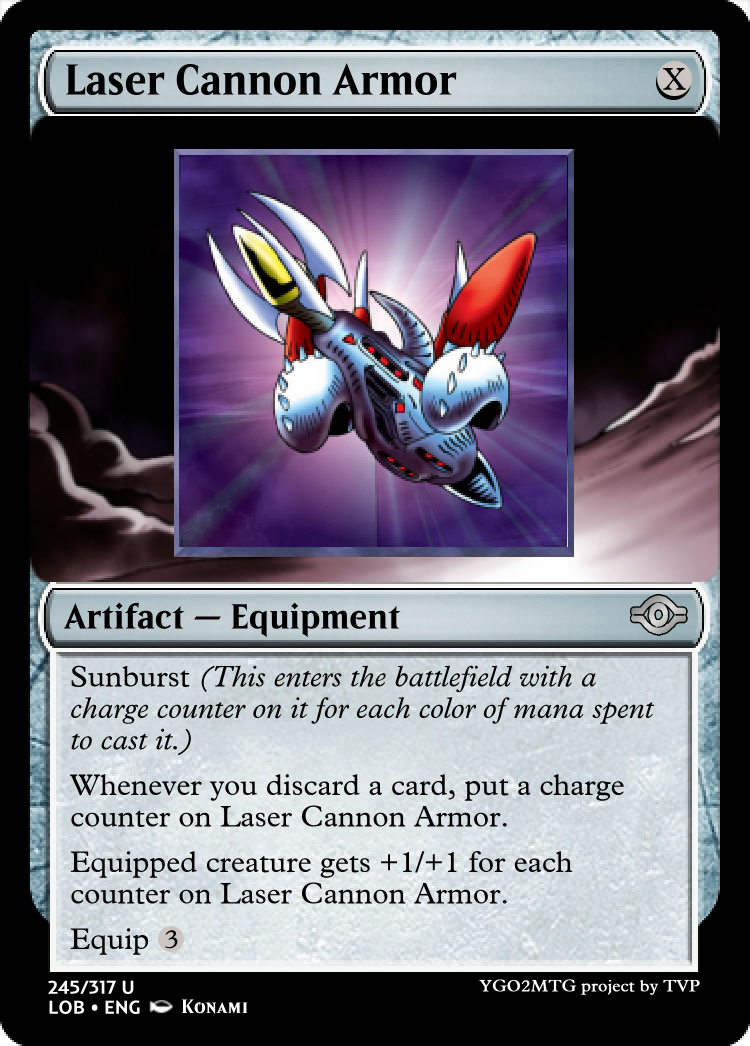 Laser Cannon Armor X
Artifact — Equipment
Sunburst (This enters the battlefield with a
charge counter on it for each color of mana spent
to cast it.)
Whenever you discard a card, put a charge
counter on Laser Cannon Armor.
Equipped creature gets +1/+1 for each
counter on Laser Cannon Armor.
Equip 3
245/317 U
YGO2MTG project by TVP
LOB • ENG Konami